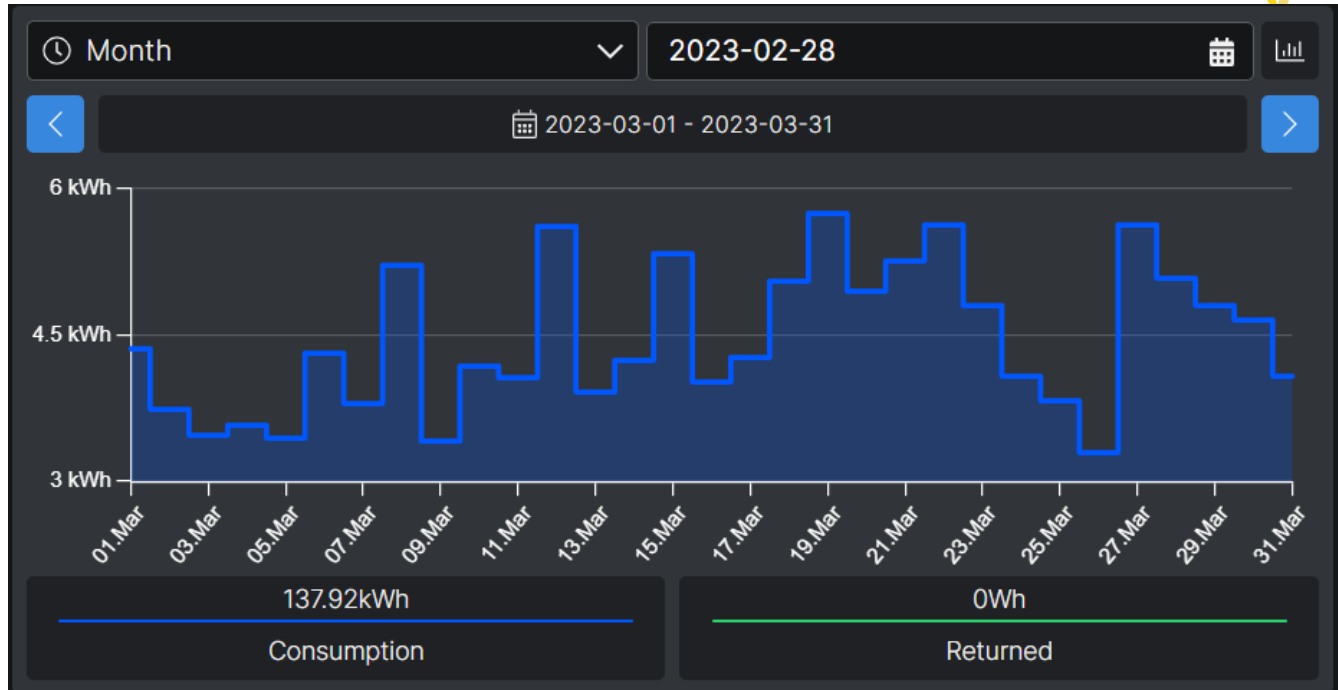 Month
2023-02-28
2023-03-01 - 2023-03-31
6 kWh
4.5 kWh
3 kWh
01.Mar 03.Mar 05.Mar 07.Mar 09.Mar 11.Mar 13.Mar 15.Mar 17.Mar 19.Mar 21.Mar 23.Mar 25.Mar 27.Mar 29.Mar 31.Mar
137.92kWh
Consumption
0Wh
Returned